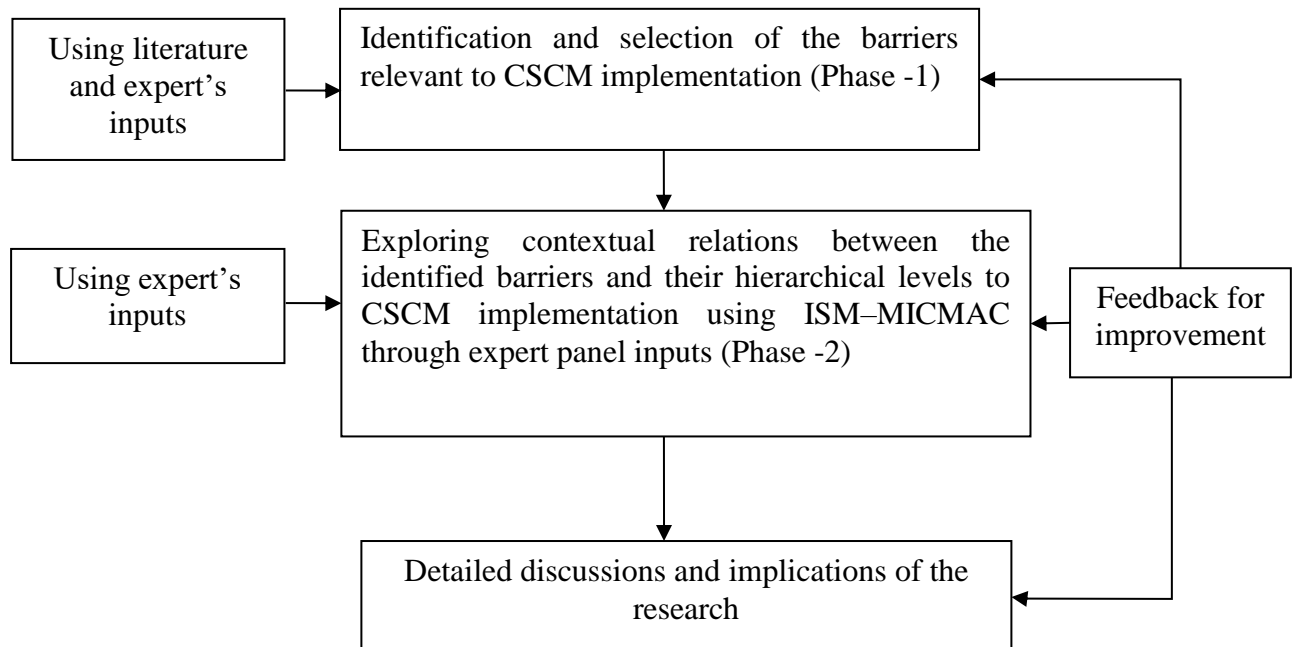 Using literature
and expert's
inputs
Identification and selection of the barriers
relevant to CSCM implementation (Phase -1)
Using expert's
inputs
Exploring contextual relations between the
identified barriers and their hierarchical levels to
CSCM implementation using ISM–MICMAC
through expert panel inputs (Phase -2)
Feedback for
improvement
Detailed discussions and implications of the
research